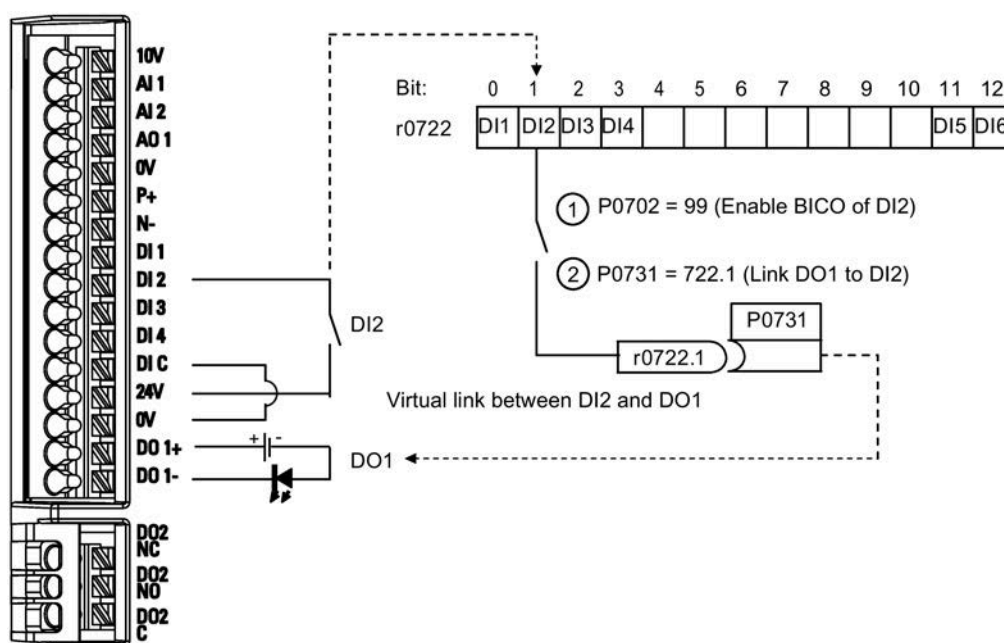 10V
AI 1
AI 2
AO 1
0V
P+
N-
DI 1
DI 2
DI 3
DI 4
DI C
24V
0V
DO 1+
DO 1-
DO2
NC
DO2
NO
DO2
C
DI2
+ -
DO1
Bit: 0 1 2 3 4 5 6 7 8 9 10 11 12
r0722 DI1 DI2 DI3 DI4 DI5 DI6
1 P0702 = 99 (Enable BICO of DI2)
2 P0731 = 722.1 (Link DO1 to DI2)
P0731
r0722.1
Virtual link between DI2 and DO1